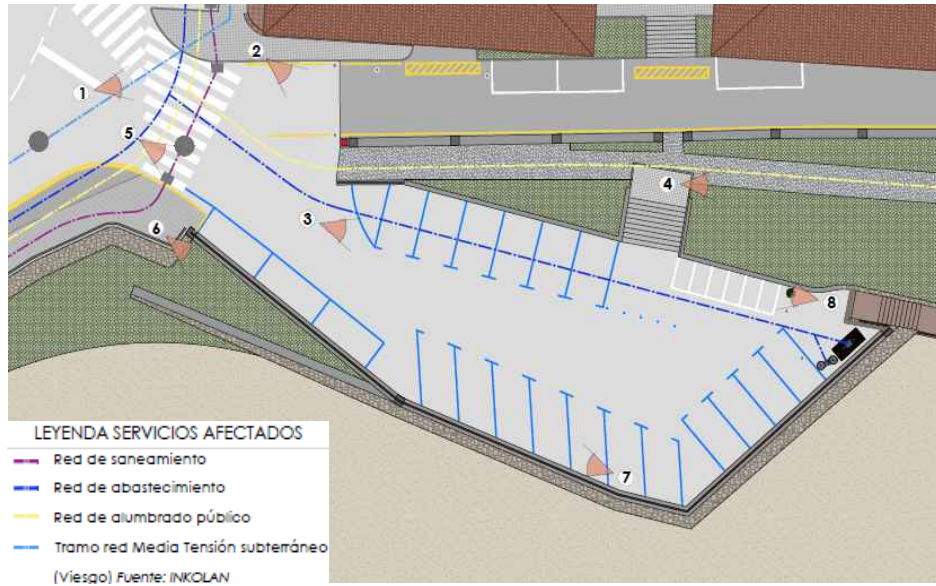 2
1
5
4
3
6
8
7
LEYENDA SERVICIOS AFECTADOS
Red de saneamiento
Red de abastecimiento
Red de alumbrado público
Tramo red Media Tensión subterráneo
(Viesgo) Fuente: INKOLAN